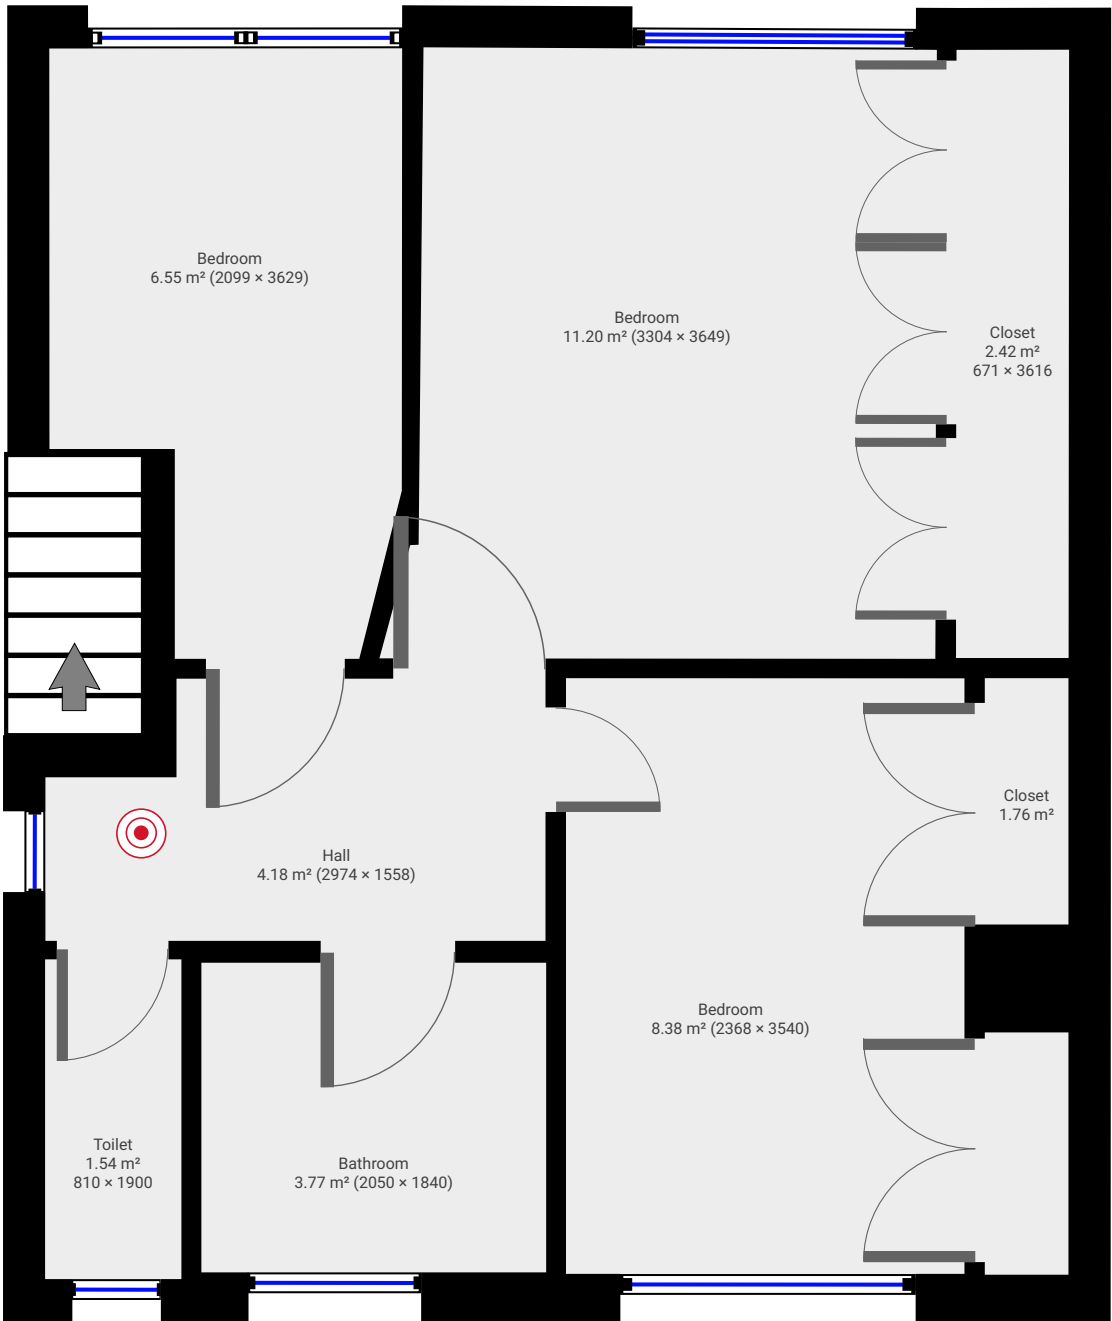 Bedroom
6.55 m² (2099 × 3629)
Bedroom
11.20 m² (3304 × 3649)
Closet
2.42 m²
671 × 3616
Closet
1.76 m²
Hall
4.18 m² (2974 × 1558)
Bedroom
8.38 m² (2368 × 3540)
Toilet
1.54 m²
810 × 1900
Bathroom
3.77 m² (2050 × 1840)